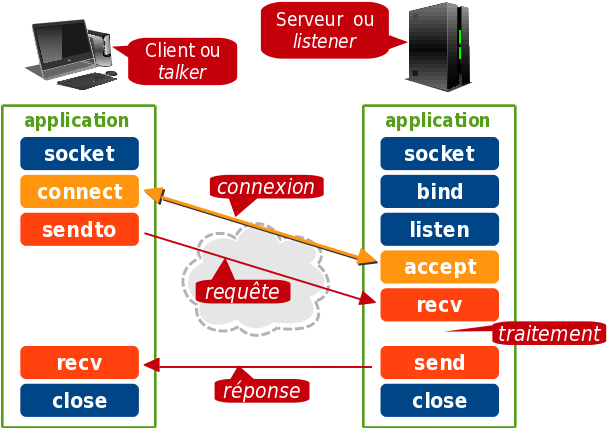 Client ou
talker
Serveur ou
listener
application
socket
connect
sendto
recv
close
connexion
requête
réponse
application
socket
bind
listen
accept
recv
traitement
send
close